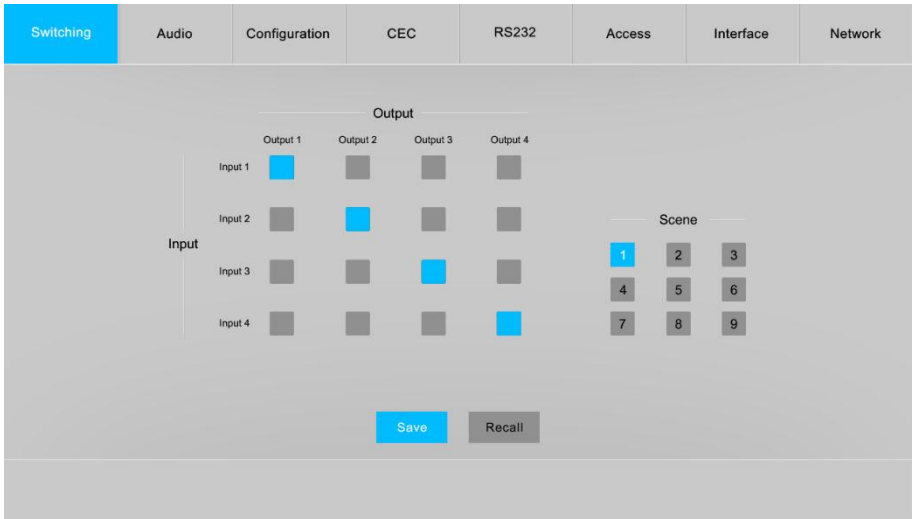 Switching Audio Configuration CEC RS232 Access Interface Network
Output
Output 1 Output 2 Output 3 Output 4
Input 1
Input 2
Input
Input 3
Input 4
Scene
1 2 3
4 5 6
7 8 9
Save Recall